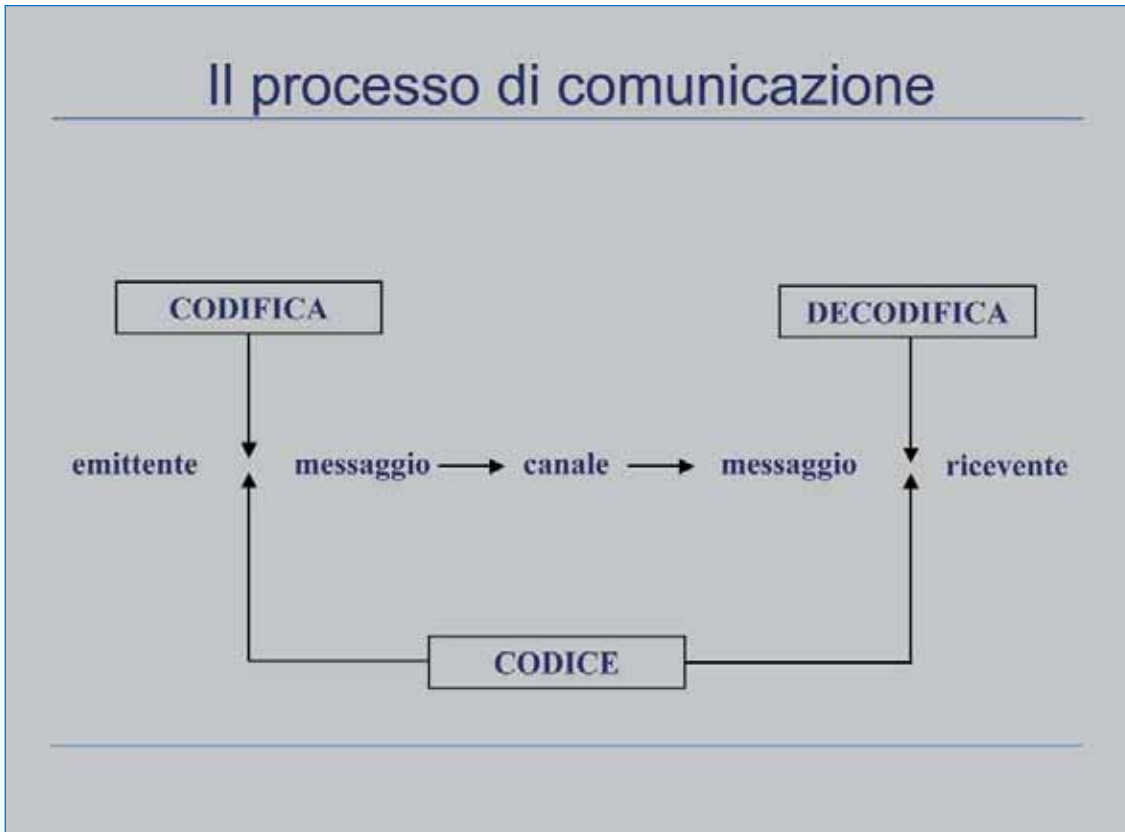 Il processo di comunicazione
CODIFICA
DECODIFICA
emittente messaggio canale messaggio ricevente
CODICE